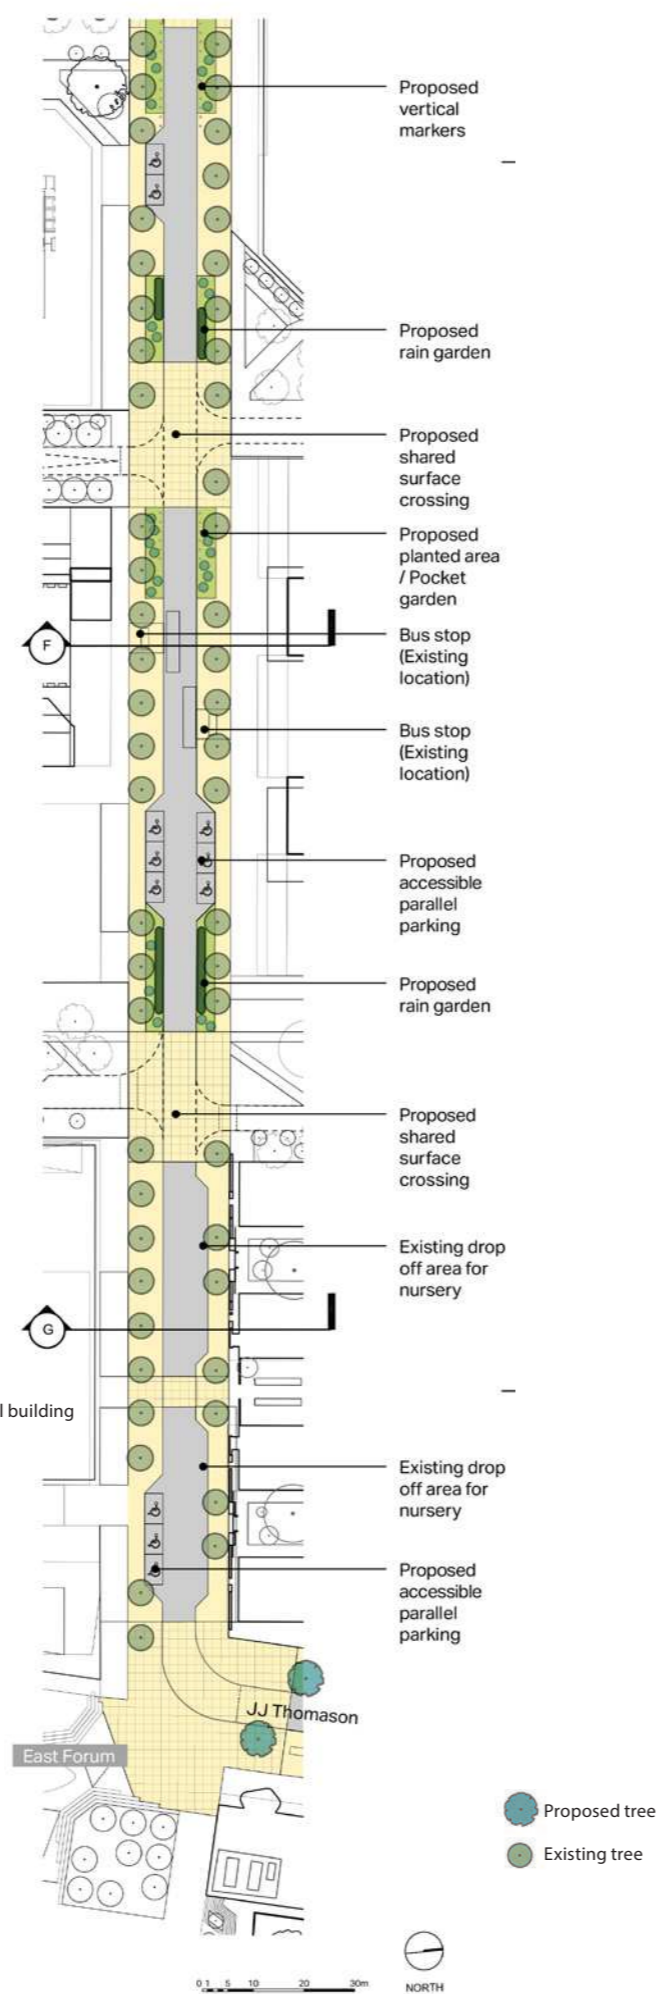 Proposed
vertical
markers
Proposed
rain garden
Proposed
shared
surface
crossing
Proposed
planted area
/ Pocket
garden
Bus stop
(Existing
location)
F
Bus stop
(Existing
location)
Proposed
accessible
parallel
parking
Proposed
rain garden
Proposed
shared
surface
crossing
Existing drop
off area for
nursery
G
l building
Existing drop
off area for
nursery
Proposed
accessible
parallel
parking
JJ Thomason
East Forum
Proposed tree
Existing tree
0 1 5 10 20 30m
NORTH